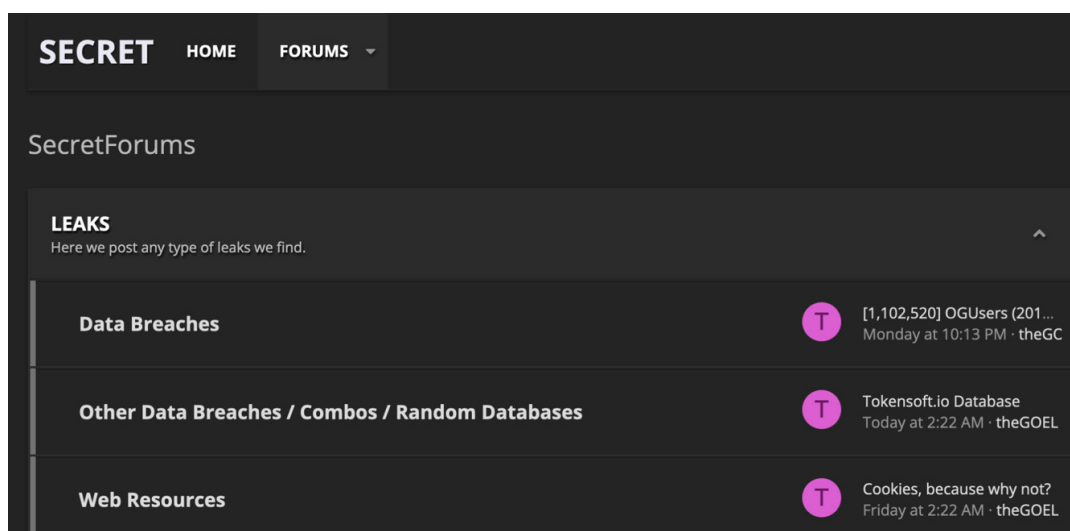 SECRET HOME FORUMS
SecretForums
LEAKS
Here we post any type of leaks we find.
Data Breaches
T
[1,102,520] OGUsers (201...
Monday at 10:13 PM · theGC
Other Data Breaches / Combos / Random Databases
T
Tokensoft.io Database
Today at 2:22 AM · theGOEL
Web Resources
T
Cookies, because why not?
Friday at 2:22 AM · theGOEL